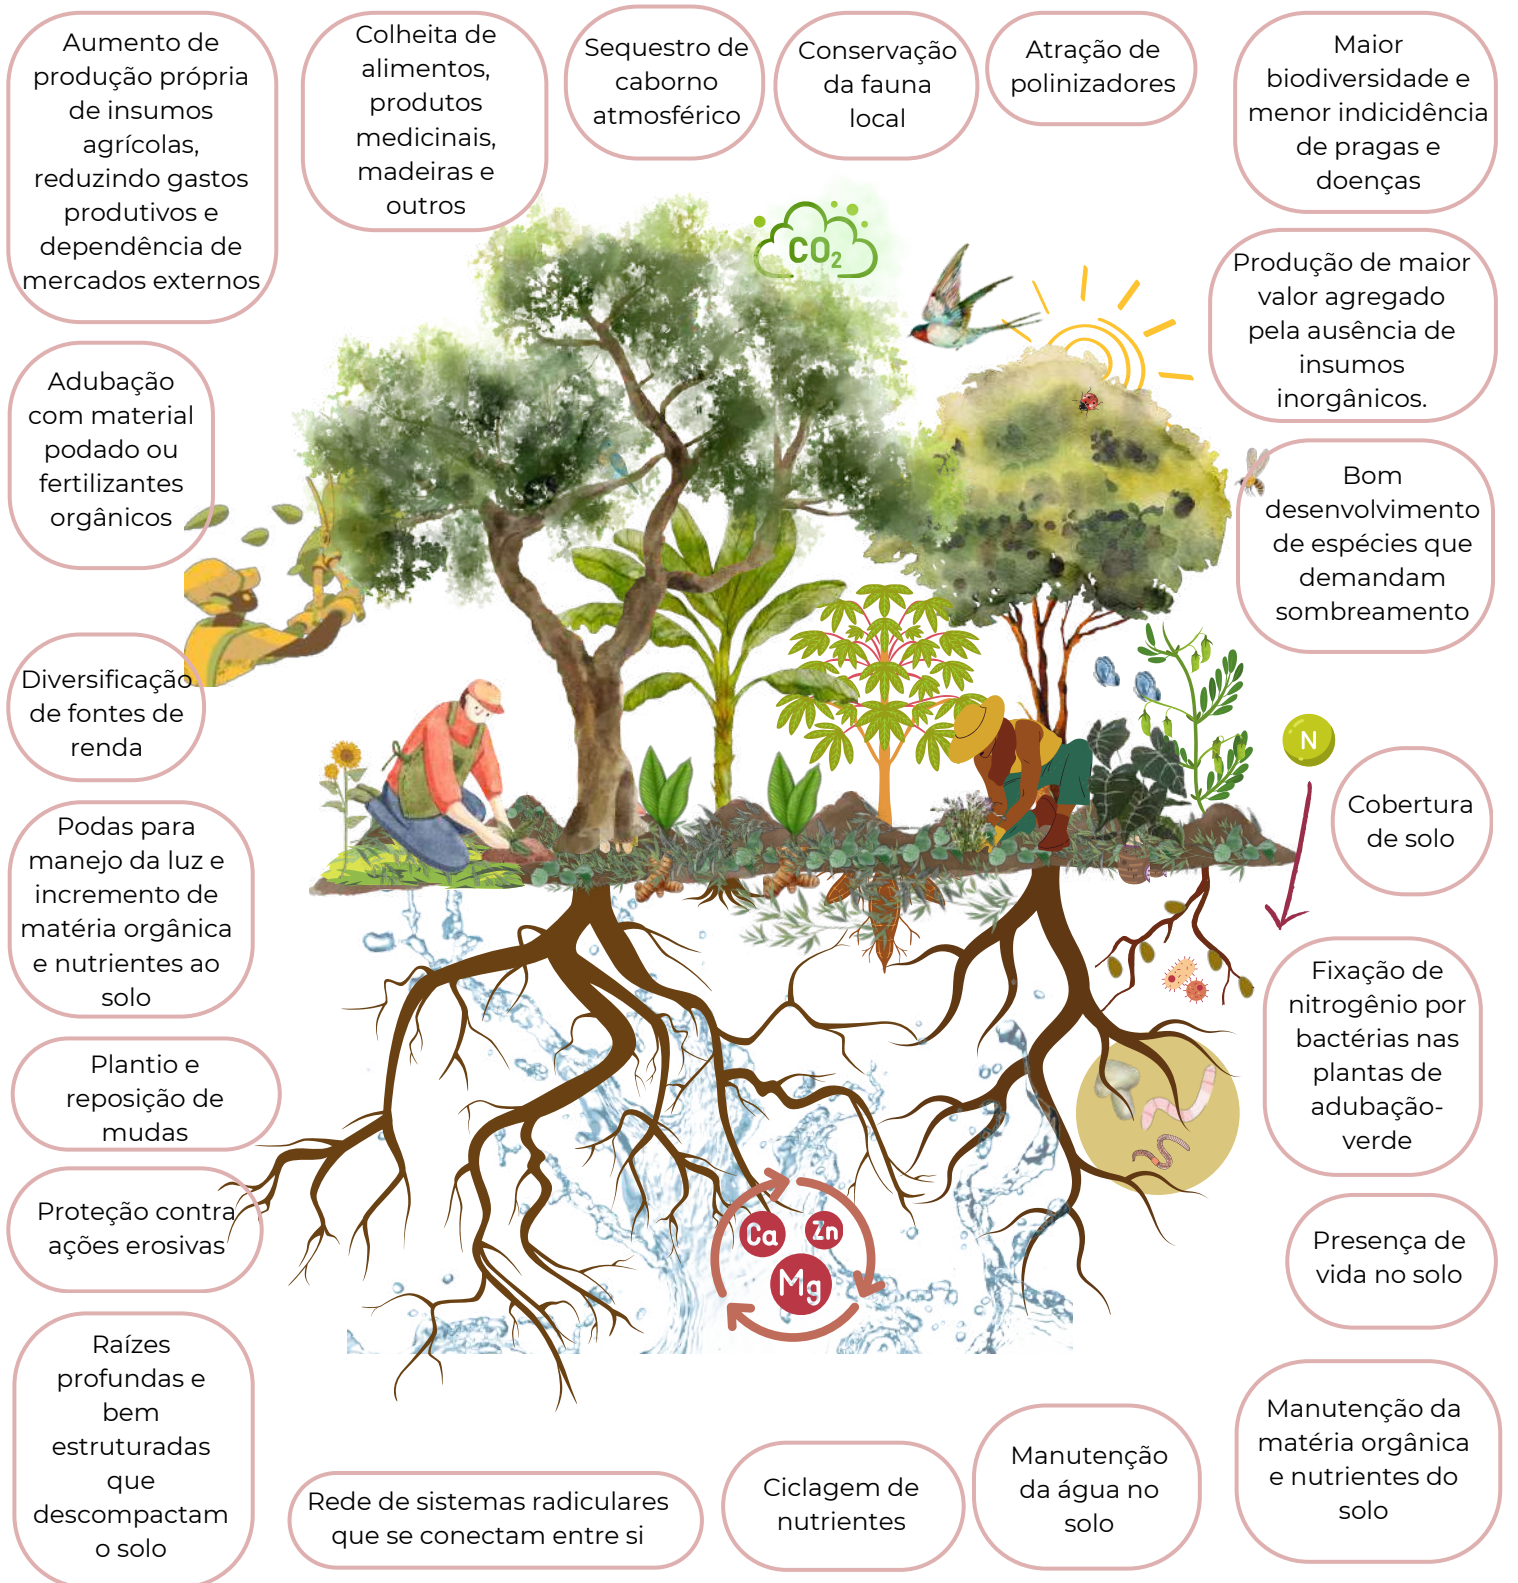 Aumento de
produção própria
de insumos
agrícolas,
reduzindo gastos
produtivos e
dependência de
mercados externos
Colheita de
alimentos,
produtos
medicinais,
madeiras e
outros
Sequestro de
caborno
atmosférico
Conservação
da fauna
local
Atração de
polinizadores
Maior
biodiversidade e
menor indicidência
de pragas e
doenças
CO₂
Produção de maior
valor agregado
pela ausência de
insumos
inorgânicos.
Adubação
com material
podado ou
fertilizantes
orgânicos
Bom
desenvolvimento
de espécies que
demandam
sombreamento
Diversificação
de fontes de
renda
N
Cobertura
de solo
Podas para
manejo da luz e
incremento de
matéria orgânica
e nutrientes ao
solo
Fixação de
nitrogênio por
bactérias nas
plantas de
adubação-
verde
Plantio e
reposição de
mudas
Proteção contra
ações erosivas
Ca
Zn
Mg
Presença de
vida no solo
Raízes
profundas e
bem
estruturadas
que
descompactam
o solo
Rede de sistemas radiculares
que se conectam entre si
Ciclagem de
nutrientes
Manutenção
da água no
solo
Manutenção da
matéria orgânica
e nutrientes do
solo